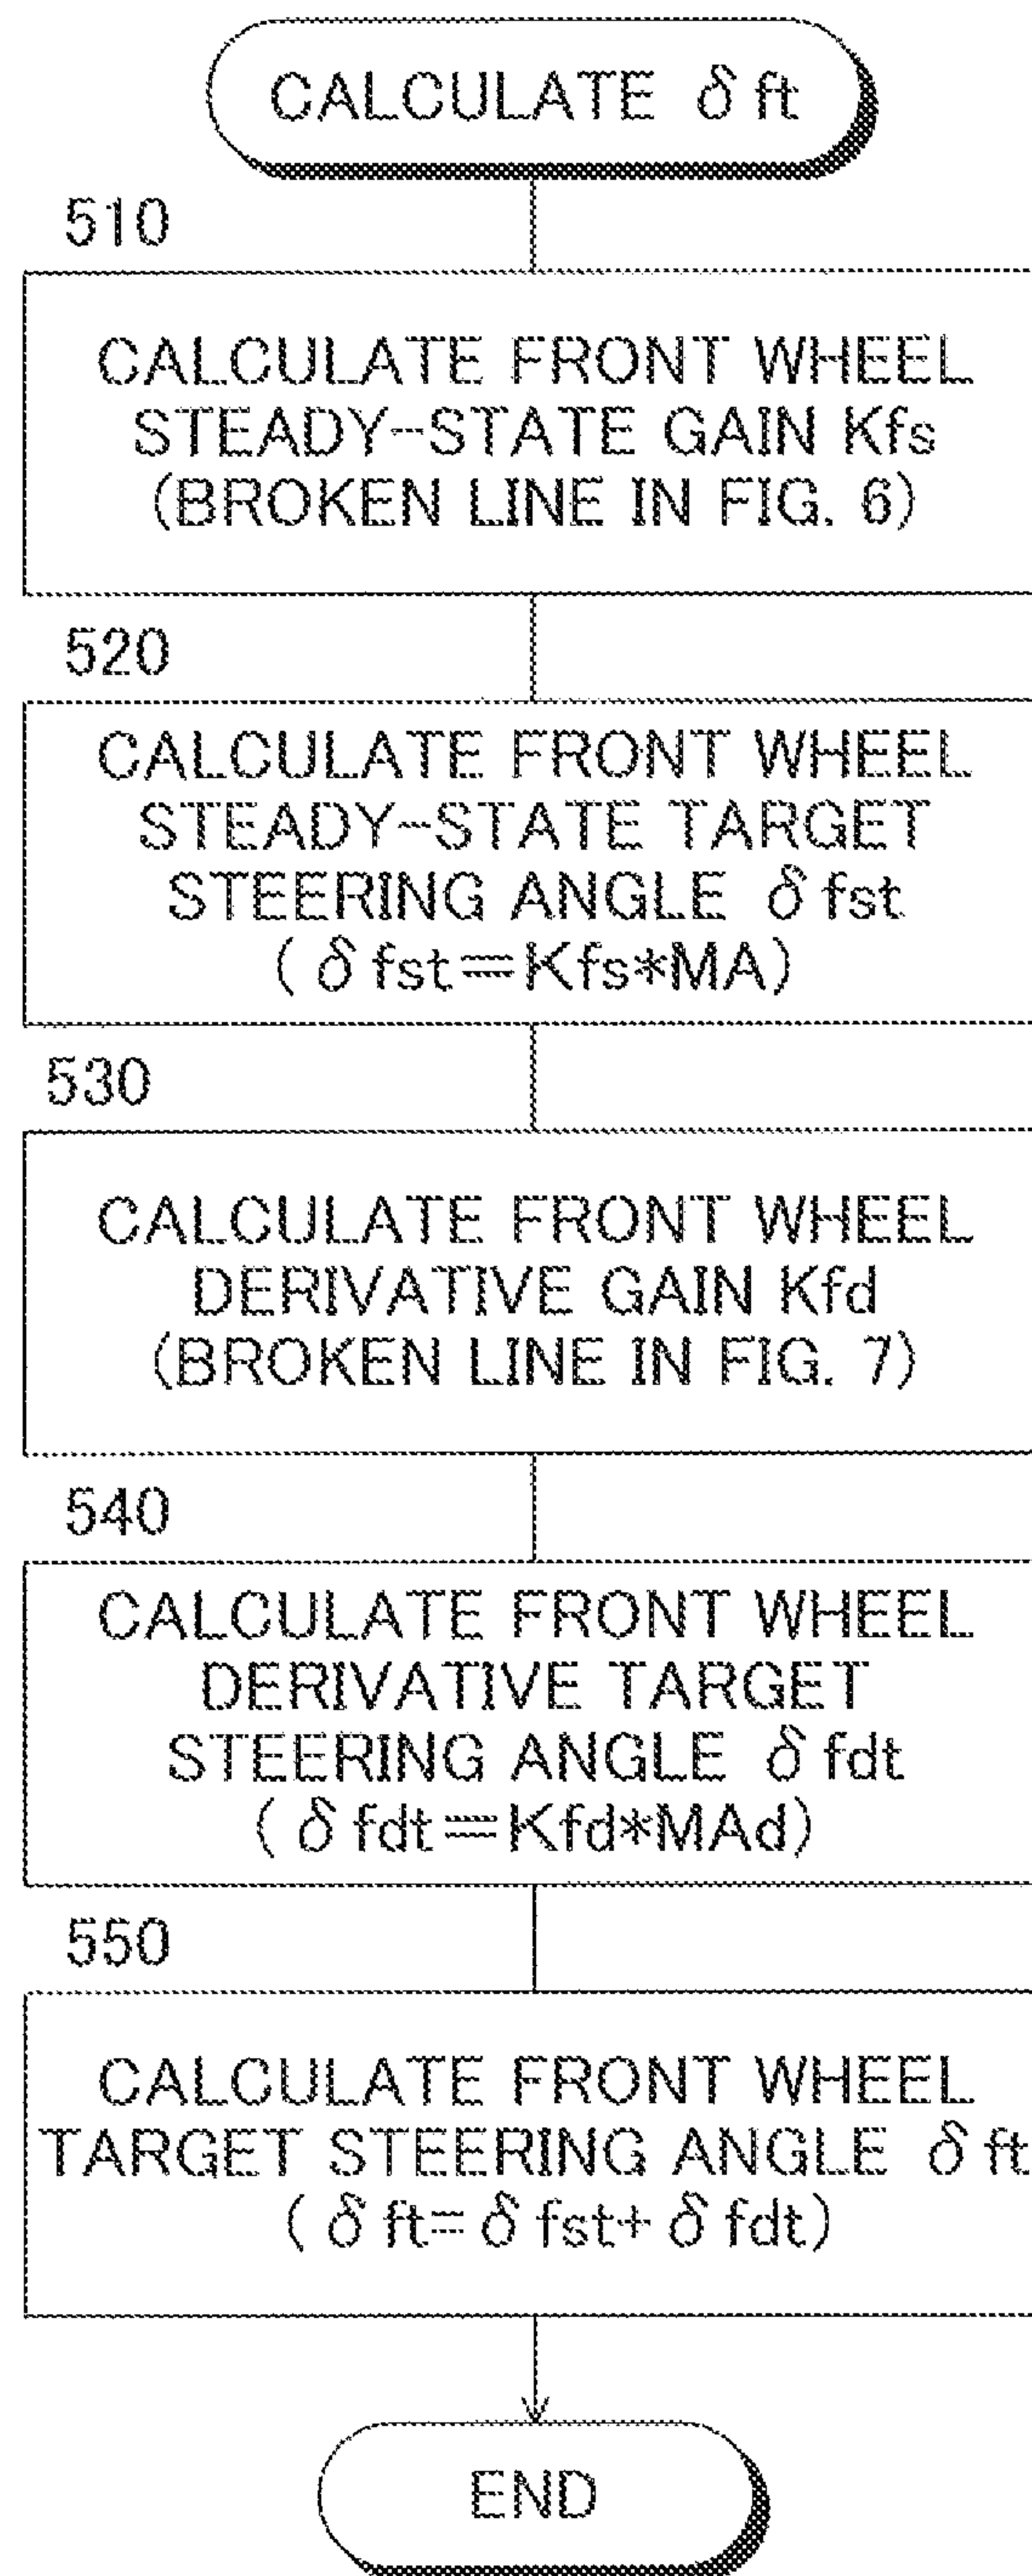 CALCULATE δft
510
CALCULATE FRONT WHEEL
STEADY-STATE GAIN Kfs
(BROKEN LINE IN FIG. 6)
520
CALCULATE FRONT WHEEL
STEADY-STATE TARGET
STEERING ANGLE δfst
(δfst=Kfs*MA)
530
CALCULATE FRONT WHEEL
DERIVATIVE GAIN Kfd
(BROKEN LINE IN FIG. 7)
540
CALCULATE FRONT WHEEL
DERIVATIVE TARGET
STEERING ANGLE δfdt
(δfdt=Kfd*MAd)
550
CALCULATE FRONT WHEEL
TARGET STEERING ANGLE δft
(δft=δfst+δfdt)
END